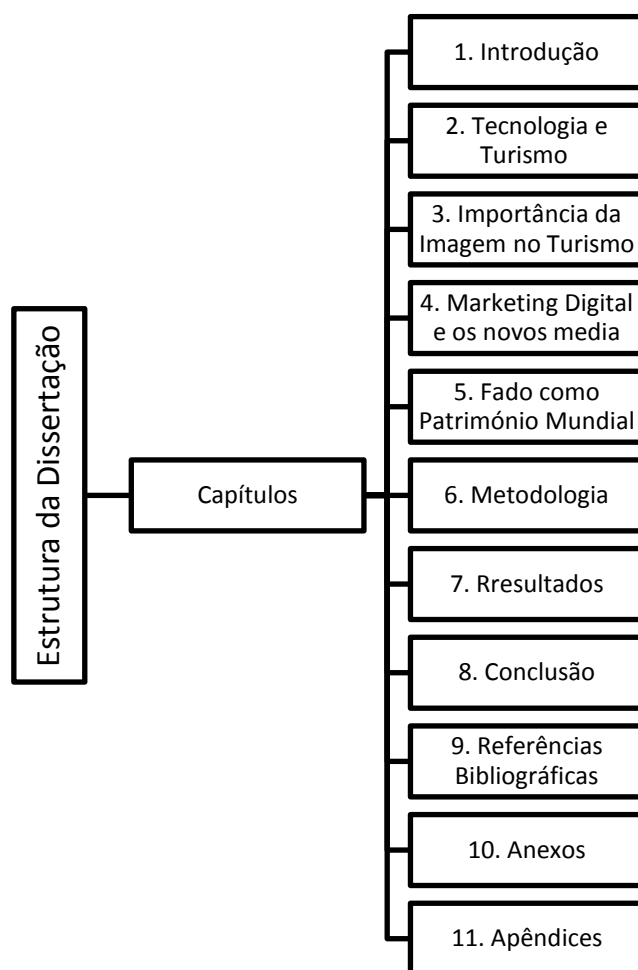 Estrutura da Dissertação
Capítulos
1. Introdução
2. Tecnologia e
Turismo
3. Importância da
Imagem no Turismo
4. Marketing Digital
e os novos media
5. Fado como
Património Mundial
6. Metodologia
7. Rresultados
8. Conclusão
9. Referências
Bibliográficas
10. Anexos
11. Apêndices